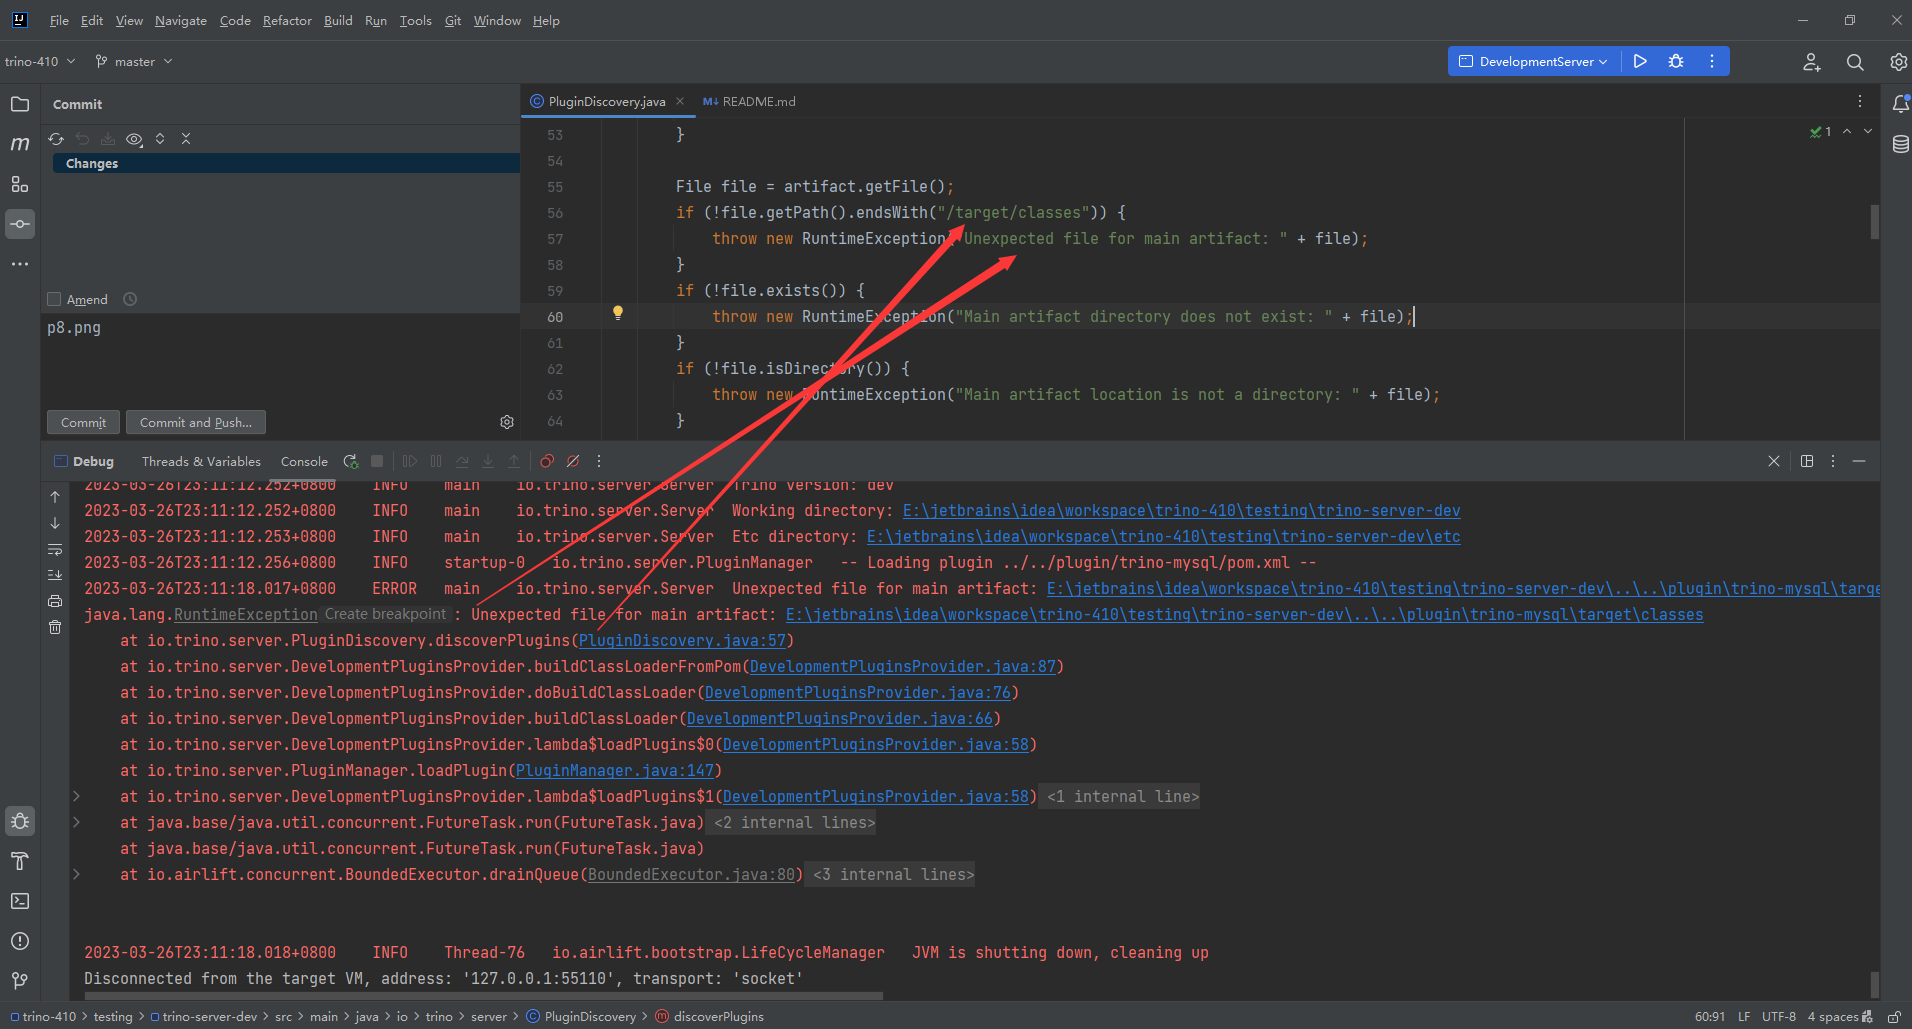 File Edit View Navigate Code Refactor Build Run Tools Git Window Help
trino-410 master DevelopmentServer
Commit
PluginDiscovery.java README.md
Changes
1
53 }
54
55 File file = artifact.getFile();
56 if (!file.getPath().endsWith("/target/classes")) {
57 throw new RuntimeException("Unexpected file for main artifact: " + file);
58 }
59 if (!file.exists()) {
60 throw new RuntimeException("Main artifact directory does not exist: " + file);
61 }
62 if (!file.isDirectory()) {
63 throw new RuntimeException("Main artifact location is not a directory: " + file);
64 }
Amend
p8.png
Commit Commit and Push...
Debug Threads & Variables Console
2023-03-26T23:11:12.252+0800 INFO main io.trino.server.Server Trino version: dev
2023-03-26T23:11:12.252+0800 INFO main io.trino.server.Server Working directory: E:\jetbrains\idea\workspace\trino-410\testing\trino-server-dev
2023-03-26T23:11:12.253+0800 INFO main io.trino.server.Server Etc directory: E:\jetbrains\idea\workspace\trino-410\testing\trino-server-dev\etc
2023-03-26T23:11:12.256+0800 INFO startup-0 io.trino.server.PluginManager -- Loading plugin ../../plugin/trino-mysql/pom.xml --
2023-03-26T23:11:18.017+0800 ERROR main io.trino.server.Server Unexpected file for main artifact: E:\jetbrains\idea\workspace\trino-410\testing\trino-server-dev\..\..\plugin\trino-mysql\targe
java.lang.RuntimeException Create breakpoint : Unexpected file for main artifact: E:\jetbrains\idea\workspace\trino-410\testing\trino-server-dev\..\..\plugin\trino-mysql\target\classes
at io.trino.server.PluginDiscovery.discoverPlugins(PluginDiscovery.java:57)
at io.trino.server.DevelopmentPluginsProvider.buildClassLoaderFromPom(DevelopmentPluginsProvider.java:87)
at io.trino.server.DevelopmentPluginsProvider.doBuildClassLoader(DevelopmentPluginsProvider.java:76)
at io.trino.server.DevelopmentPluginsProvider.buildClassLoader(DevelopmentPluginsProvider.java:66)
at io.trino.server.DevelopmentPluginsProvider.lambda$loadPlugins$0(DevelopmentPluginsProvider.java:58)
at io.trino.server.PluginManager.loadPlugin(PluginManager.java:147)
at io.trino.server.DevelopmentPluginsProvider.lambda$loadPlugins$1(DevelopmentPluginsProvider.java:58) <1 internal line>
at java.base/java.util.concurrent.FutureTask.run(FutureTask.java) <2 internal lines>
at java.base/java.util.concurrent.FutureTask.run(FutureTask.java)
at io.airlift.concurrent.BoundedExecutor.drainQueue(BoundedExecutor.java:80) <3 internal lines>
2023-03-26T23:11:18.018+0800 INFO Thread-76 io.airlift.bootstrap.LifeCycleManager JVM is shutting down, cleaning up
Disconnected from the target VM, address: '127.0.0.1:55110', transport: 'socket'
trino-410 > testing > trino-server-dev > src > main > java > io > trino > server > PluginDiscovery > discoverPlugins 60:91 LF UTF-8 4 spaces